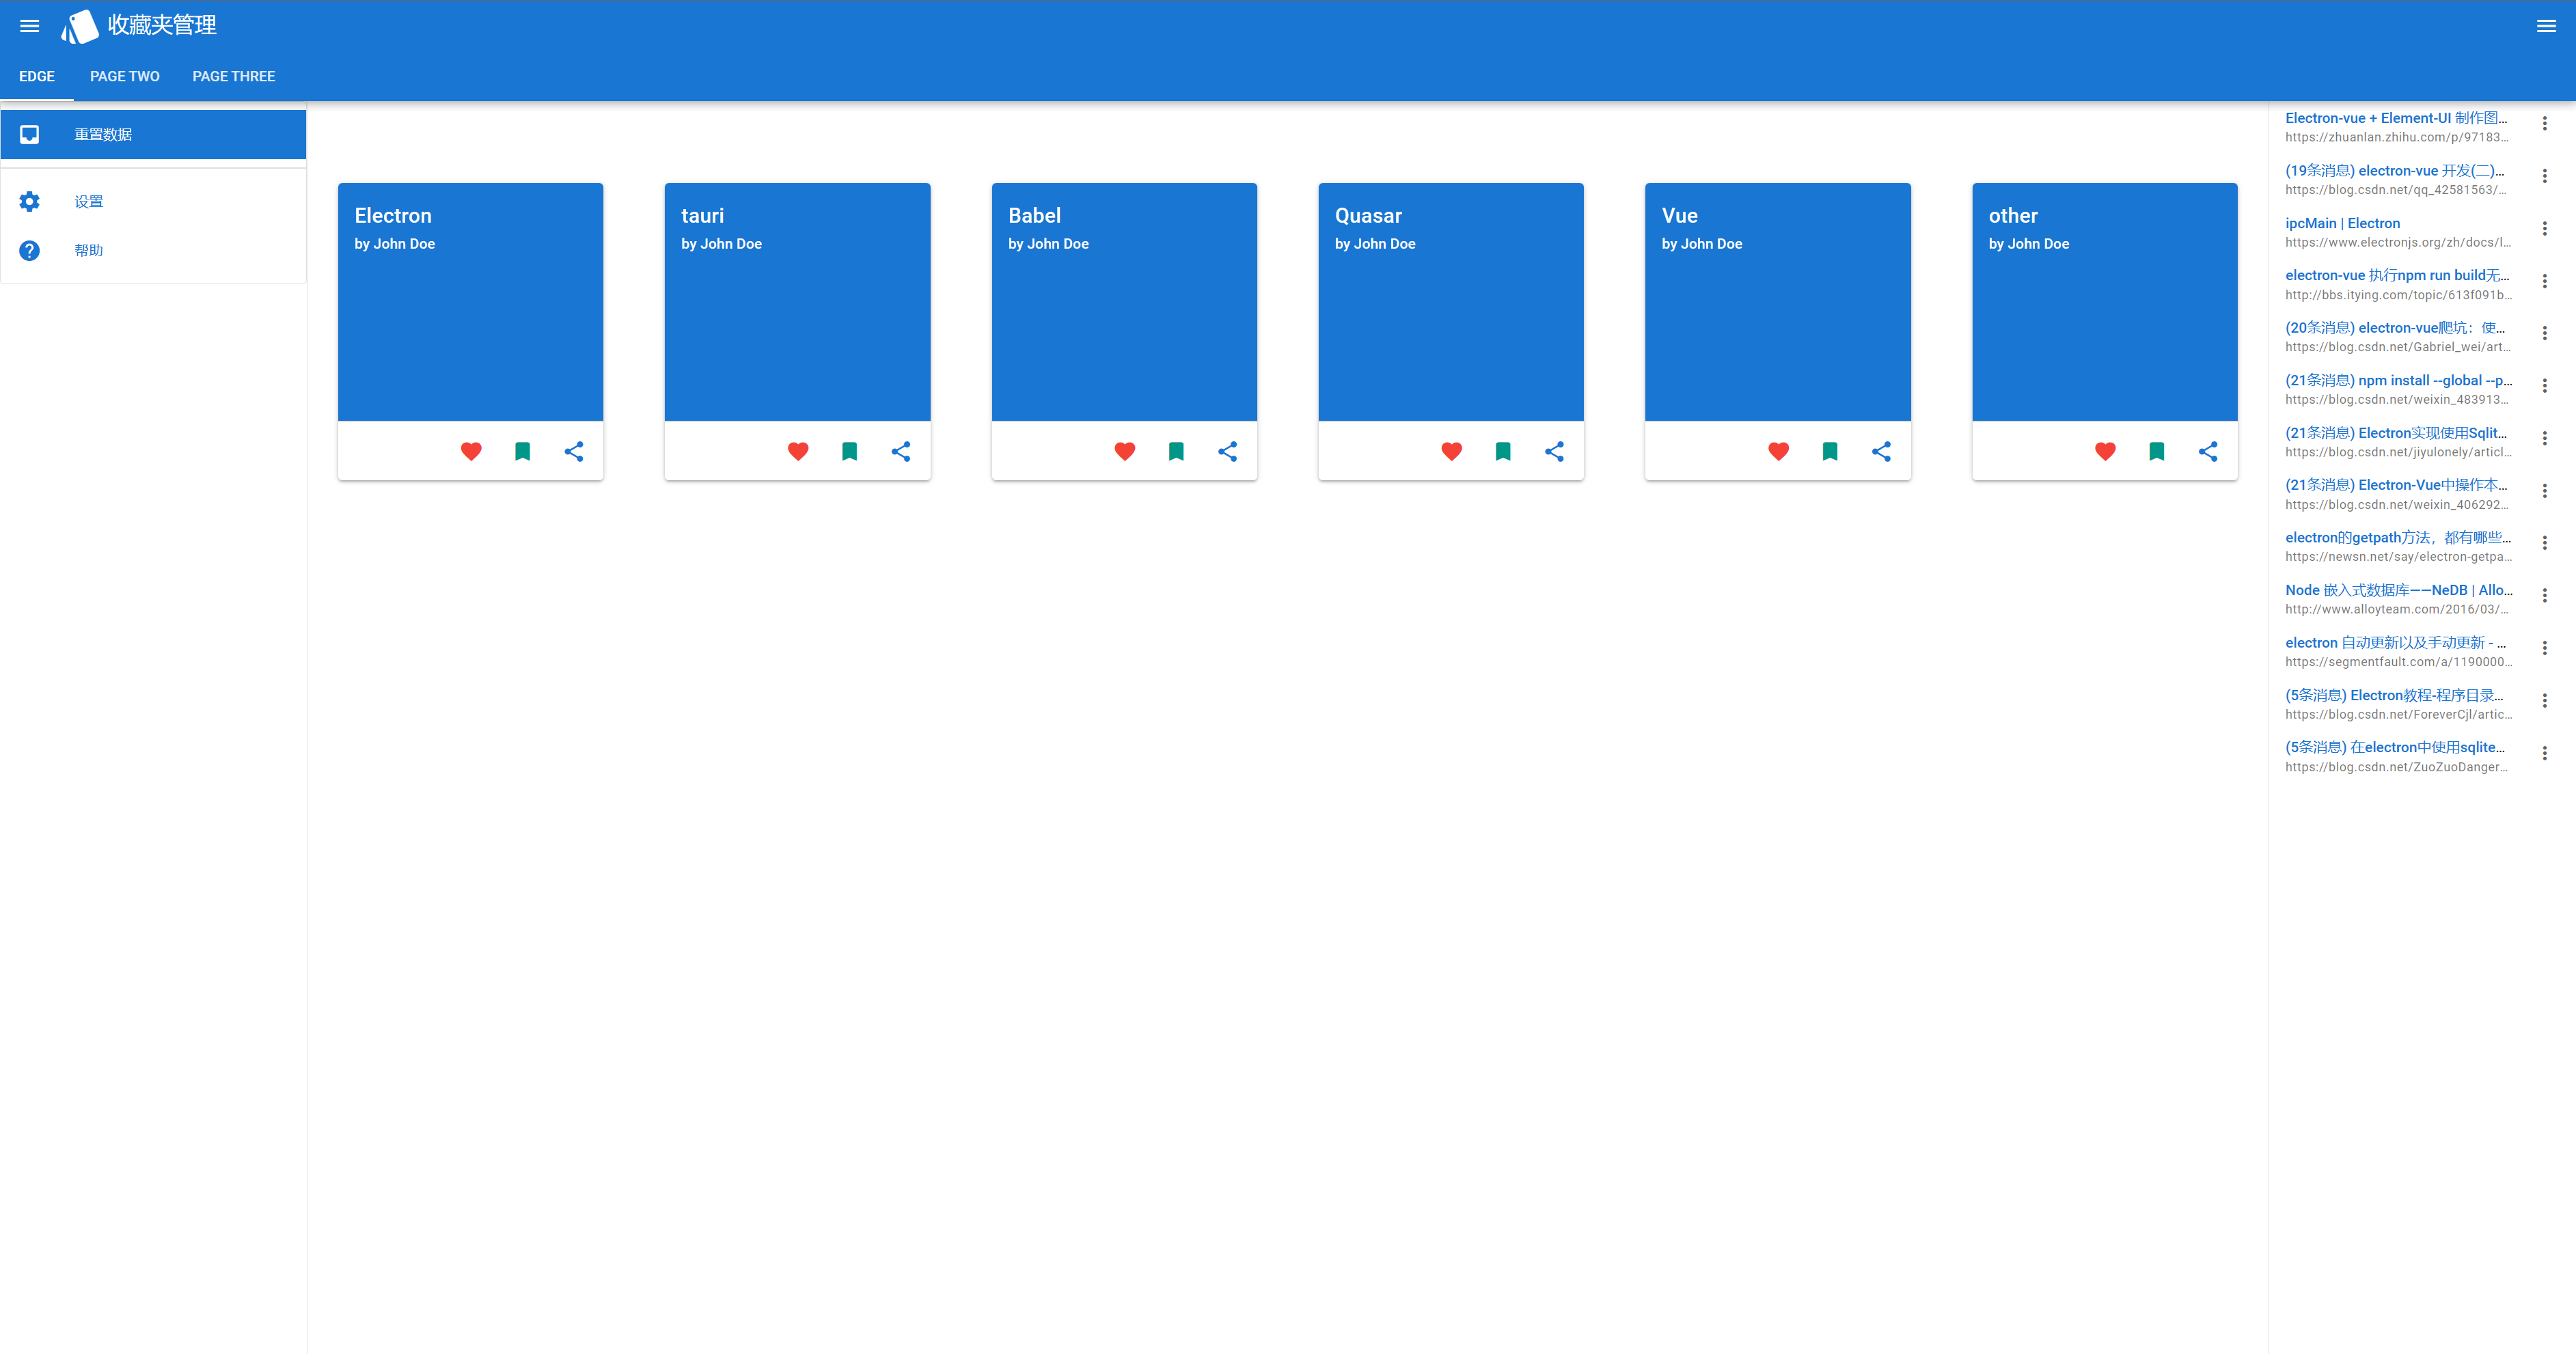 收藏夹管理
EDGE PAGE TWO PAGE THREE
重置数据
设置
帮助
Electron
by John Doe
tauri
by John Doe
Babel
by John Doe
Quasar
by John Doe
Vue
by John Doe
other
by John Doe
Electron-vue + Element-UI 制作图...
https://zhuanlan.zhihu.com/p/97183...
(19条消息) electron-vue 开发(二)...
https://blog.csdn.net/qq_42581563/...
ipcMain | Electron
https://www.electronjs.org/zh/docs/l...
electron-vue 执行npm run build无...
http://bbs.itying.com/topic/613f091b...
(20条消息) electron-vue爬坑：使...
https://blog.csdn.net/Gabriel_wei/art...
(21条消息) npm install --global --p...
https://blog.csdn.net/weixin_483913...
(21条消息) Electron实现使用Sqlit...
https://blog.csdn.net/jiyulonely/articl...
(21条消息) Electron-Vue中操作本...
https://blog.csdn.net/weixin_406292...
electron的getpath方法，都有哪些...
https://newsn.net/say/electron-getpa...
Node 嵌入式数据库——NeDB | Allo...
http://www.alloyteam.com/2016/03/...
electron 自动更新以及手动更新 - ...
https://segmentfault.com/a/1190000...
(5条消息) Electron教程-程序目录...
https://blog.csdn.net/ForeverCjl/artic...
(5条消息) 在electron中使用sqlite...
https://blog.csdn.net/ZuoZuoDanger...